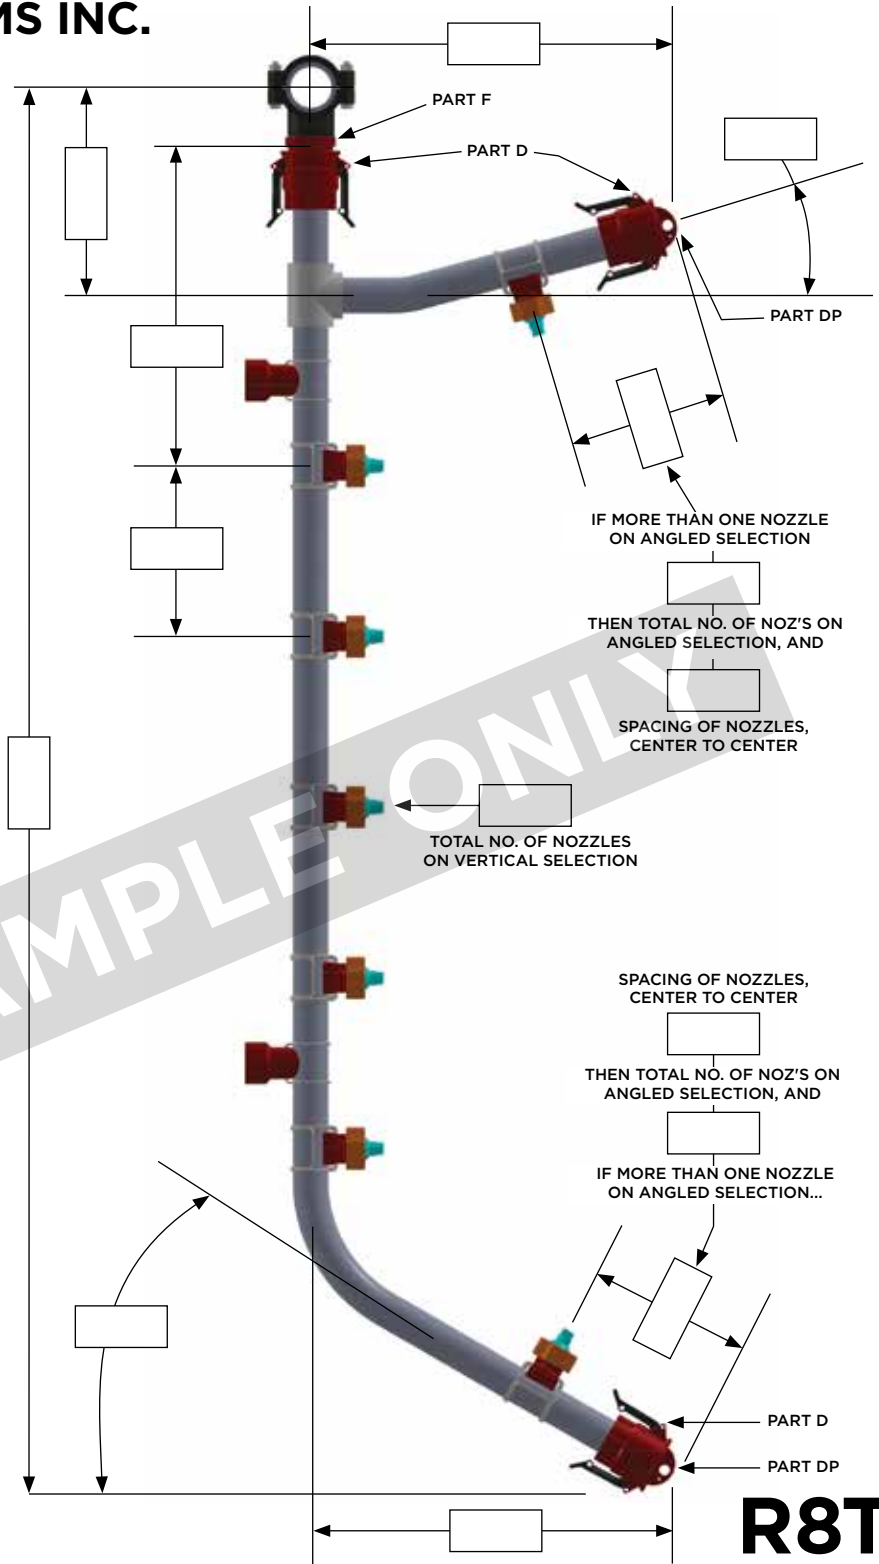 MS INC.
PART F
PART D
PART DP
IF MORE THAN ONE NOZZLE
ON ANGLED SELECTION
THEN TOTAL NO. OF NOZ'S ON
ANGLED SELECTION, AND
SPACING OF NOZZLES,
CENTER TO CENTER
TOTAL NO. OF NOZZLES
ON VERTICAL SELECTION
AMPLE ONLY
SPACING OF NOZZLES,
CENTER TO CENTER
THEN TOTAL NO. OF NOZ'S ON
ANGLED SELECTION, AND
IF MORE THAN ONE NOZZLE
ON ANGLED SELECTION...
PART D
PART DP
R8T